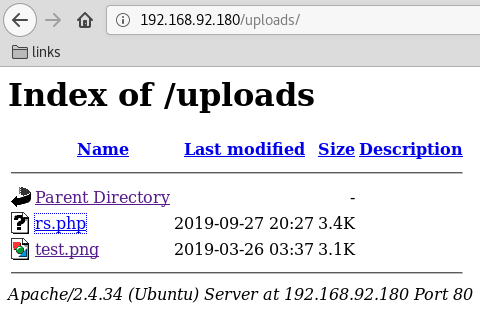 192.168.92.180/uploads/
links
Index of /uploads
Name Last modified Size Description
Parent Directory -
rs.php 2019-09-27 20:27 3.4K
test.png 2019-03-26 03:37 3.1K
Apache/2.4.34 (Ubuntu) Server at 192.168.92.180 Port 80